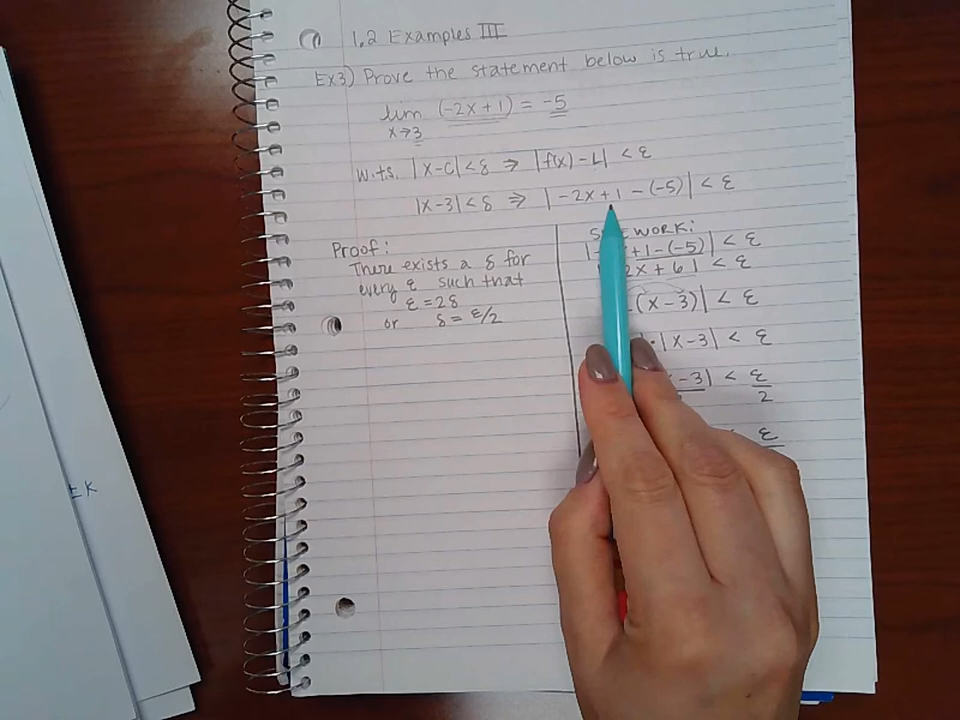 1.2 Examples III
Ex3) Prove the statement below is true.
lim (-2x+1) = -5
x→3
w.t.s. |x-c|<δ ⇒ |f(x)-L| < ε
|x-3|<δ ⇒ |-2x+1-(-5)| < ε
Proof:
There exists a δ for
every ε such that
ε = 2δ
or δ = ε/2
WORK:
+1-(-5)| < ε
2x+6| < ε
(x-3)| < ε
|·|x-3| < ε
-3| < ε/2
ε
± K